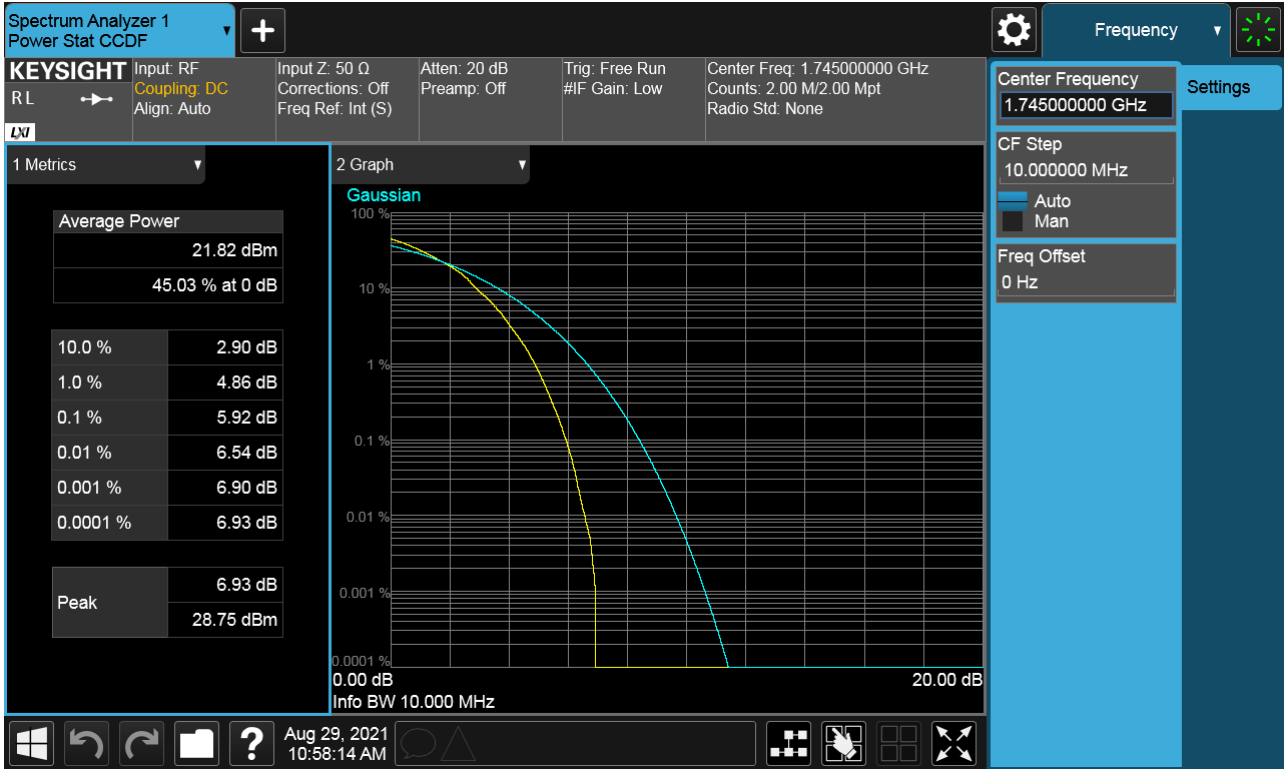 Spectrum Analyzer 1
Power Stat CCDF
Frequency
KEYSIGHT
RL
LXI
Input: RF
Coupling: DC
Align: Auto
Input Z: 50 Ω
Corrections: Off
Freq Ref: Int (S)
Atten: 20 dB
Preamp: Off
Trig: Free Run
#IF Gain: Low
Center Freq: 1.745000000 GHz
Counts: 2.00 M/2.00 Mpt
Radio Std: None
Center Frequency
1.745000000 GHz
Settings
CF Step
10.000000 MHz
Auto
Man
Freq Offset
0 Hz
1 Metrics
Average Power
21.82 dBm
45.03 % at 0 dB
10.0 % 2.90 dB
1.0 % 4.86 dB
0.1 % 5.92 dB
0.01 % 6.54 dB
0.001 % 6.90 dB
0.0001 % 6.93 dB
Peak 6.93 dB
28.75 dBm
2 Graph
Gaussian
100 %
10 %
1 %
0.1 %
0.01 %
0.001 %
0.0001 %
0.00 dB 20.00 dB
Info BW 10.000 MHz
?
Aug 29, 2021
10:58:14 AM